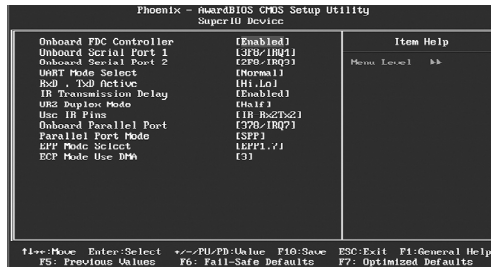 Phoenix - AwardBIOS CMOS Setup Utility
SuperIO Device
Onboard FDC Controller [Enabled]
Onboard Serial Port 1 [3F8/IRQ4]
Onboard Serial Port 2 [2F8/IRQ3]
UART Mode Select [Normal]
RxD , TxD Active [Hi,Lo]
IR Transmission Delay [Enabled]
UR2 Duplex Mode [Half]
Use IR Pins [IR-Rx2Tx2]
Onboard Parallel Port [378/IRQ7]
Parallel Port Mode [SPP]
EPP Mode Select [EPP1.7]
ECP Mode Use DMA [3]
Item Help
Menu Level ▶▶
↑↓→←:Move Enter:Select +/-/PU/PD:Value F10:Save ESC:Exit F1:General Help
F5: Previous Values F6: Fail-Safe Defaults F7: Optimized Defaults